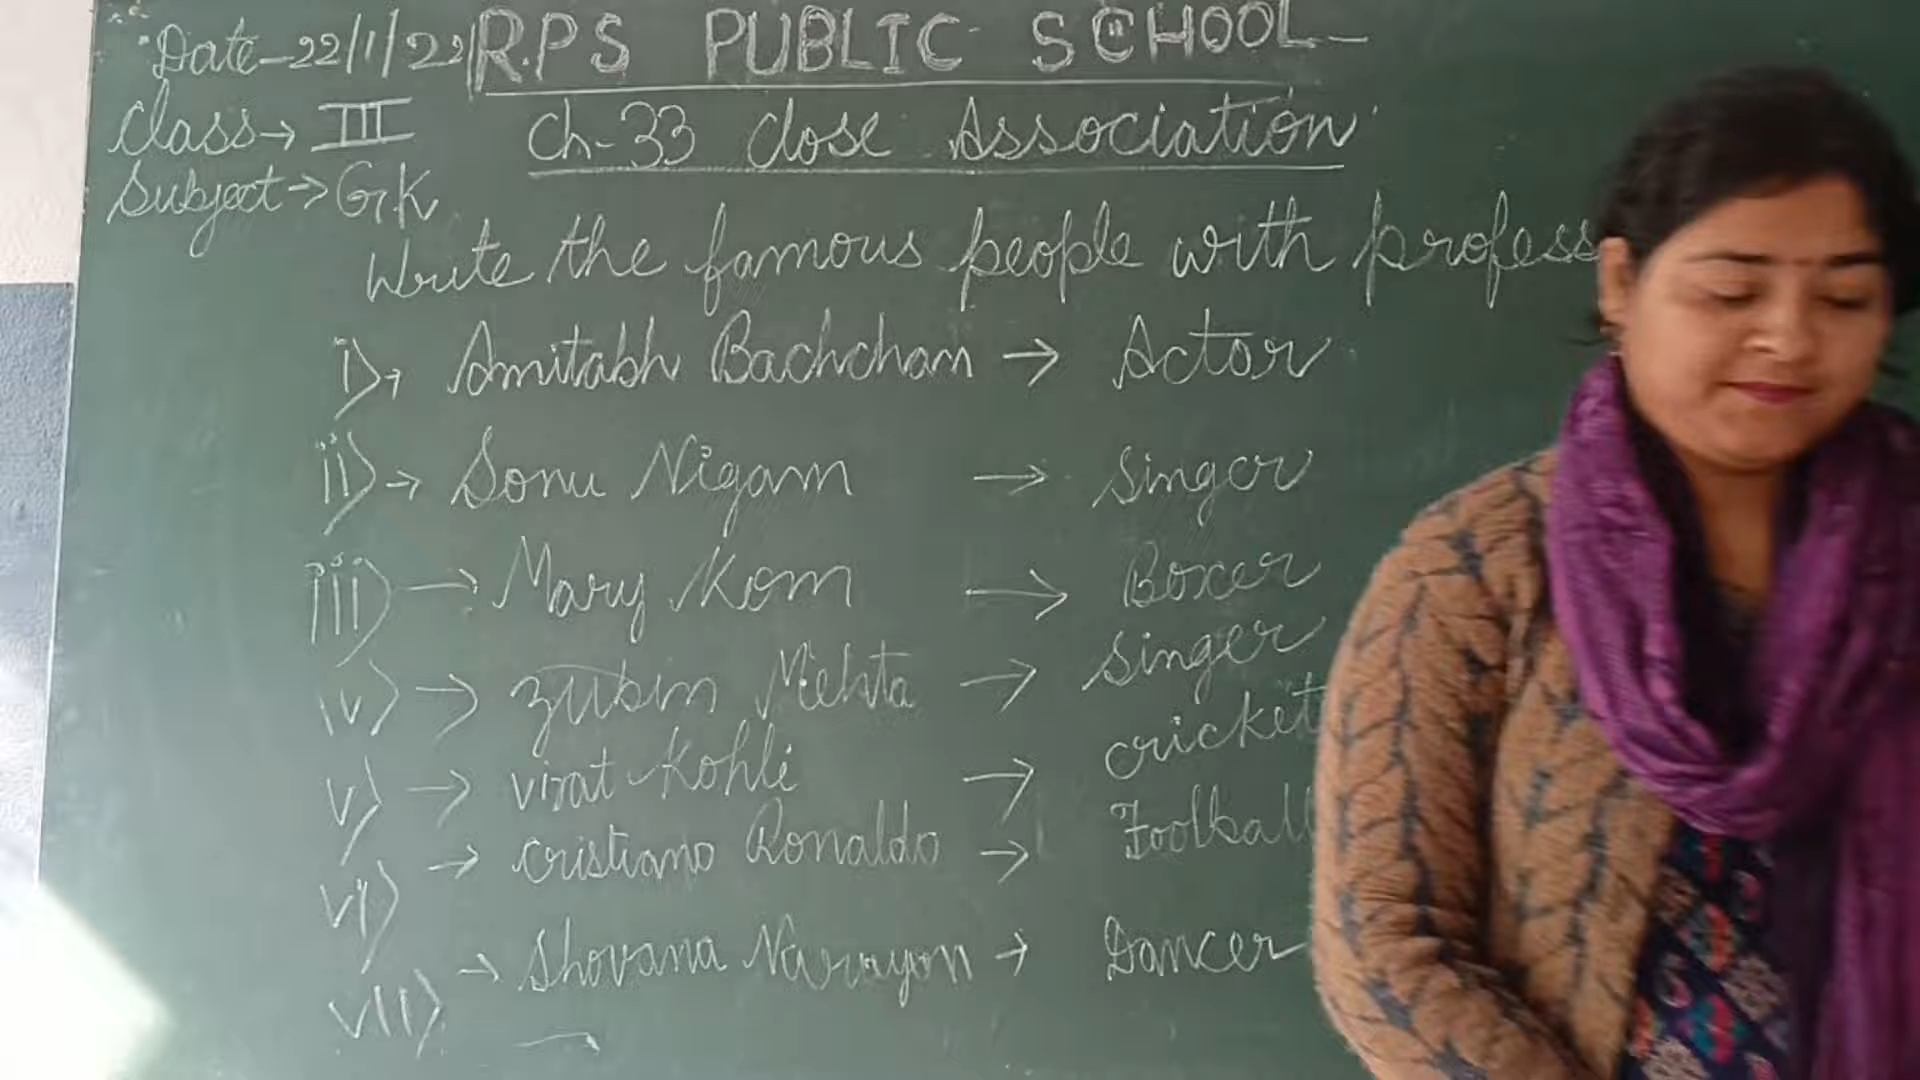 Date-22/1/22 R.P.S PUBLIC SCHOOL
Class→ III
Ch-33 Close Association
Subject→ G.K
Write the famous people with profess
i)→ Amitabh Bachchan → Actor
ii)→ Sonu Nigam → Singer
iii)→ Mary Kom → Boxer
iv)→ Zubin Mehta → Singer
v)→ Virat Kohli → cricket
vi)→ Cristiano Ronaldo → Football
vii)→ Shovana Narayan → Dancer